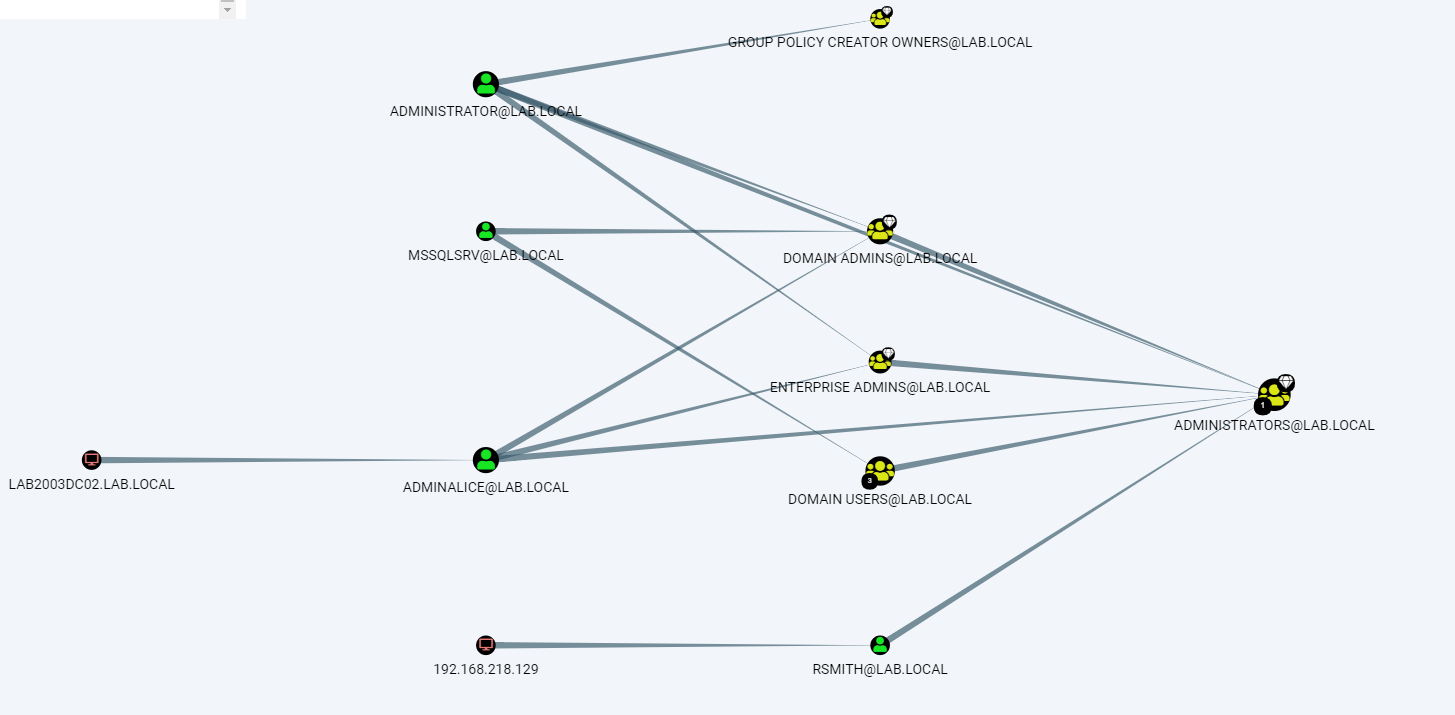 GROUP POLICY CREATOR OWNERS@LAB.LOCAL
ADMINISTRATOR@LAB.LOCAL
MSSQLSRV@LAB.LOCAL
DOMAIN ADMINS@LAB.LOCAL
ENTERPRISE ADMINS@LAB.LOCAL
1
ADMINISTRATORS@LAB.LOCAL
LAB2003DC02.LAB.LOCAL
ADMINALICE@LAB.LOCAL
3
DOMAIN USERS@LAB.LOCAL
192.168.218.129
RSMITH@LAB.LOCAL